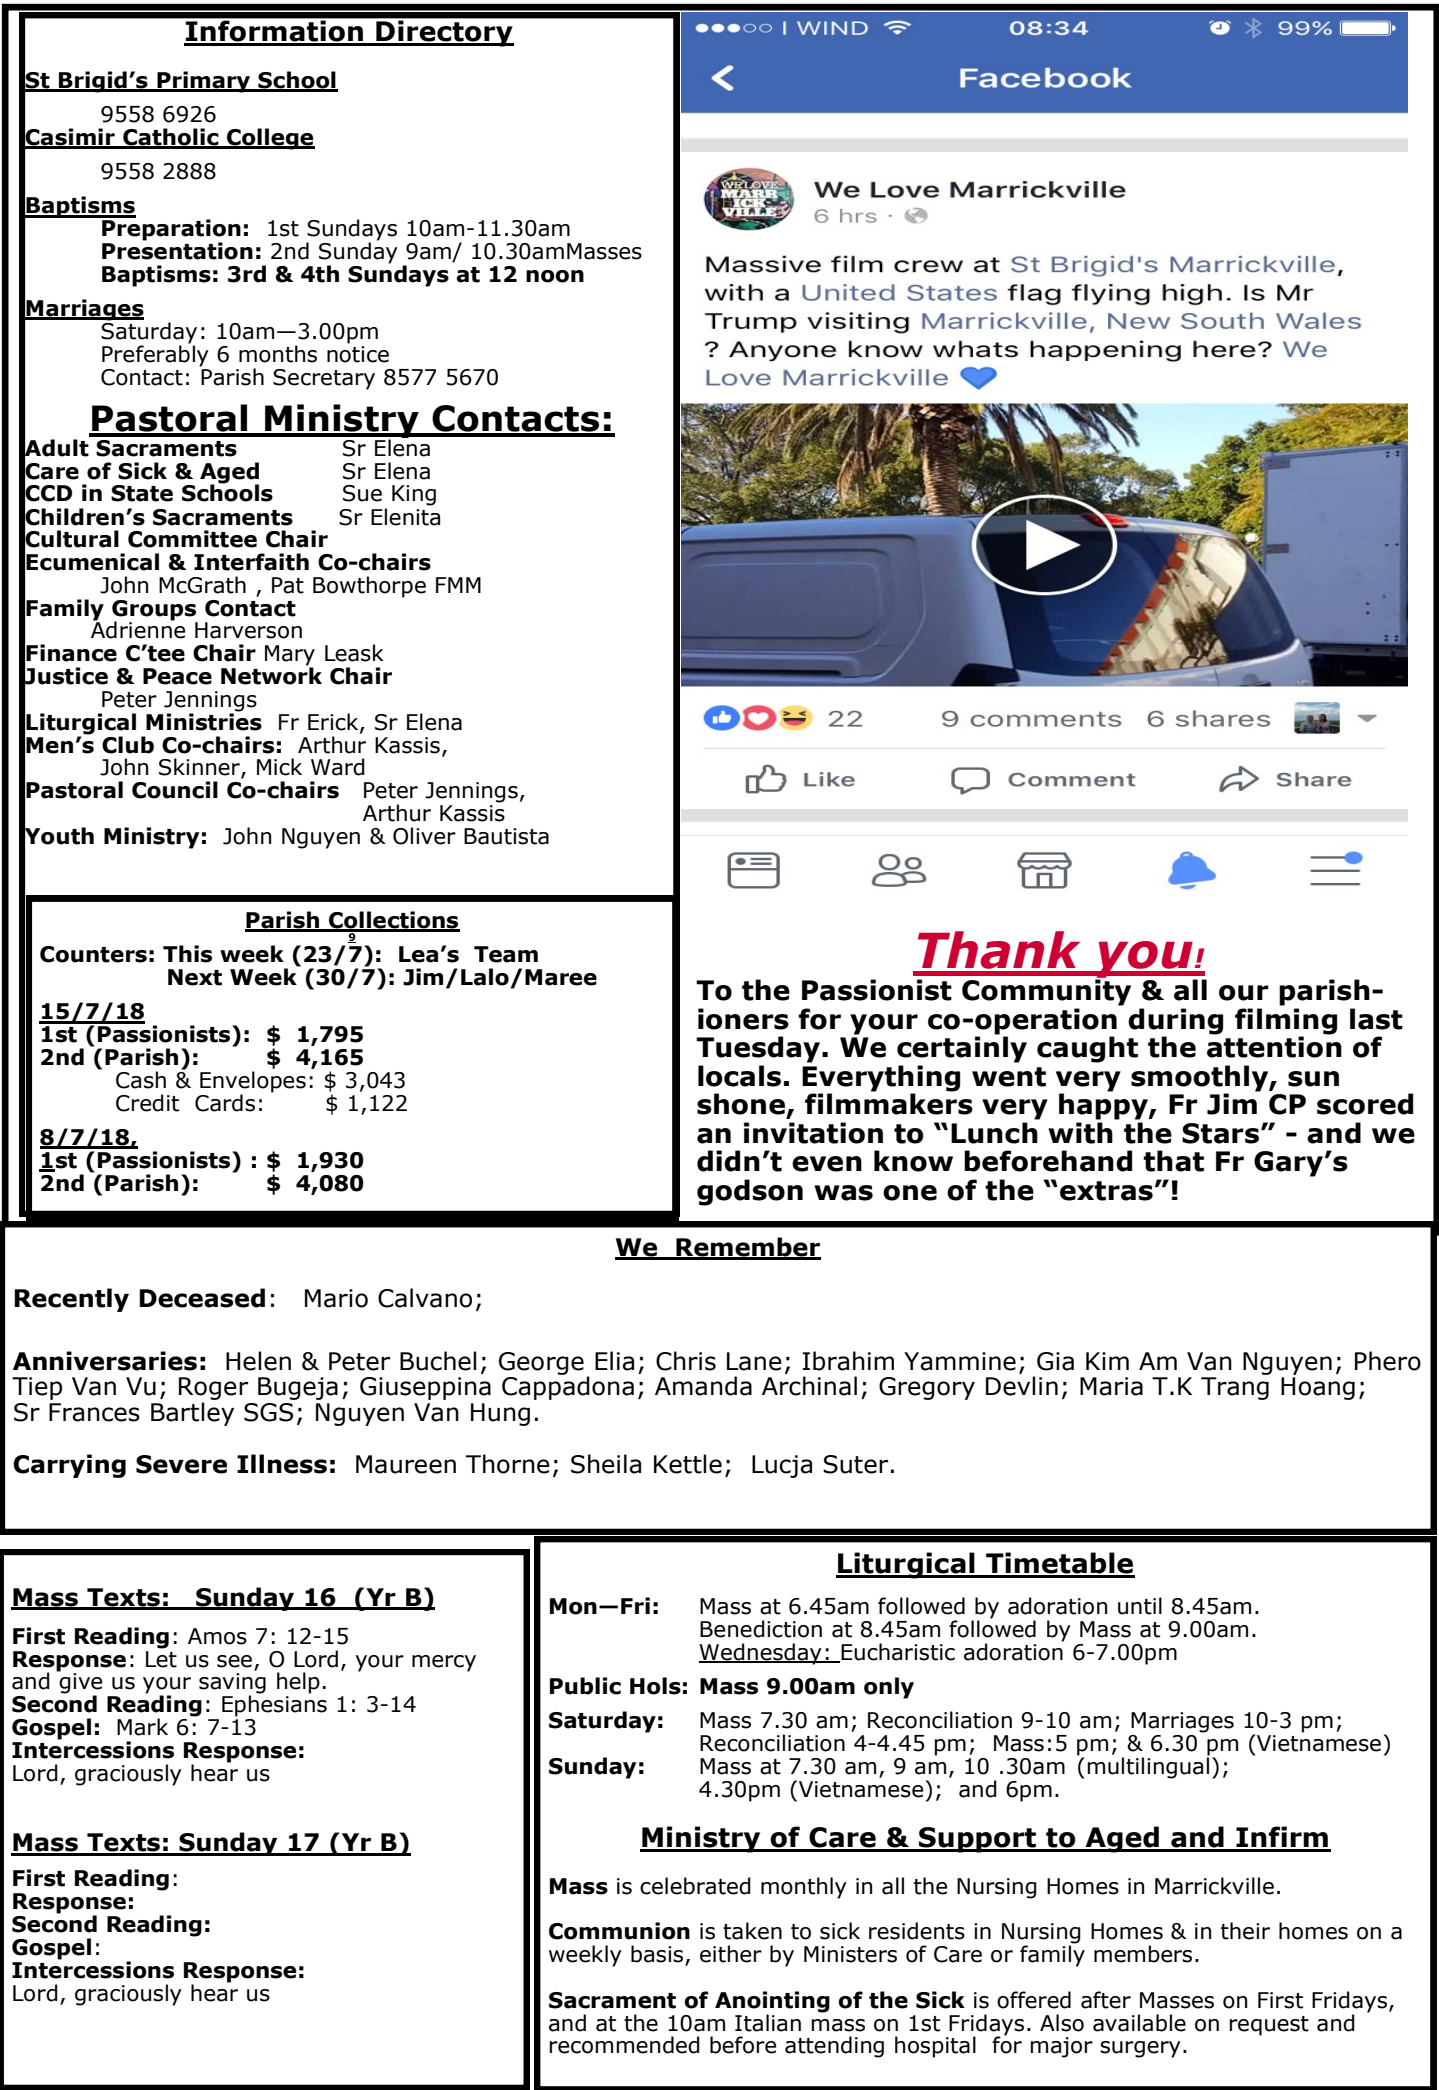 Information Directory
St Brigid’s Primary School
9558 6926
Casimir Catholic College
9558 2888
Baptisms
Preparation: 1st Sundays 10am-11.30am
Presentation: 2nd Sunday 9am/ 10.30amMasses
Baptisms: 3rd & 4th Sundays at 12 noon
Marriages
Saturday: 10am—3.00pm
Preferably 6 months notice
Contact: Parish Secretary 8577 5670
Pastoral Ministry Contacts:
Adult Sacraments Sr Elena
Care of Sick & Aged Sr Elena
CCD in State Schools Sue King
Children’s Sacraments Sr Elenita
Cultural Committee Chair
Ecumenical & Interfaith Co-chairs
John McGrath , Pat Bowthorpe FMM
Family Groups Contact
Adrienne Harverson
Finance C’tee Chair Mary Leask
Justice & Peace Network Chair
Peter Jennings
Liturgical Ministries Fr Erick, Sr Elena
Men’s Club Co-chairs: Arthur Kassis,
John Skinner, Mick Ward
Pastoral Council Co-chairs Peter Jennings,
Arthur Kassis
Youth Ministry: John Nguyen & Oliver Bautista
Parish Collections
9
Counters: This week (23/7): Lea’s Team
Next Week (30/7): Jim/Lalo/Maree
15/7/18
1st (Passionists): $ 1,795
2nd (Parish): $ 4,165
Cash & Envelopes: $ 3,043
Credit Cards: $ 1,122
8/7/18,
1st (Passionists) : $ 1,930
2nd (Parish): $ 4,080
I WIND 08:34 99%
Facebook
WE LOVE
MARR
ICK
VILLE
We Love Marrickville
6 hrs ·
Massive film crew at St Brigid's Marrickville,
with a United States flag flying high. Is Mr
Trump visiting Marrickville, New South Wales
? Anyone know whats happening here? We
Love Marrickville 💙
22 9 comments 6 shares
Like Comment Share
Thank you!
To the Passionist Community & all our parish-
ioners for your co-operation during filming last
Tuesday. We certainly caught the attention of
locals. Everything went very smoothly, sun
shone, filmmakers very happy, Fr Jim CP scored
an invitation to “Lunch with the Stars” - and we
didn’t even know beforehand that Fr Gary’s
godson was one of the “extras”!
We Remember
Recently Deceased: Mario Calvano;
Anniversaries: Helen & Peter Buchel; George Elia; Chris Lane; Ibrahim Yammine; Gia Kim Am Van Nguyen; Phero
Tiep Van Vu; Roger Bugeja; Giuseppina Cappadona; Amanda Archinal; Gregory Devlin; Maria T.K Trang Hoang;
Sr Frances Bartley SGS; Nguyen Van Hung.
Carrying Severe Illness: Maureen Thorne; Sheila Kettle; Lucja Suter.
Mass Texts: Sunday 16 (Yr B)
First Reading: Amos 7: 12-15
Response: Let us see, O Lord, your mercy
and give us your saving help.
Second Reading: Ephesians 1: 3-14
Gospel: Mark 6: 7-13
Intercessions Response:
Lord, graciously hear us
Mass Texts: Sunday 17 (Yr B)
First Reading:
Response:
Second Reading:
Gospel:
Intercessions Response:
Lord, graciously hear us
Liturgical Timetable
Mon—Fri: Mass at 6.45am followed by adoration until 8.45am.
Benediction at 8.45am followed by Mass at 9.00am.
Wednesday: Eucharistic adoration 6-7.00pm
Public Hols: Mass 9.00am only
Saturday: Mass 7.30 am; Reconciliation 9-10 am; Marriages 10-3 pm;
Reconciliation 4-4.45 pm; Mass:5 pm; & 6.30 pm (Vietnamese)
Sunday: Mass at 7.30 am, 9 am, 10 .30am (multilingual);
4.30pm (Vietnamese); and 6pm.
Ministry of Care & Support to Aged and Infirm
Mass is celebrated monthly in all the Nursing Homes in Marrickville.
Communion is taken to sick residents in Nursing Homes & in their homes on a
weekly basis, either by Ministers of Care or family members.
Sacrament of Anointing of the Sick is offered after Masses on First Fridays,
and at the 10am Italian mass on 1st Fridays. Also available on request and
recommended before attending hospital for major surgery.